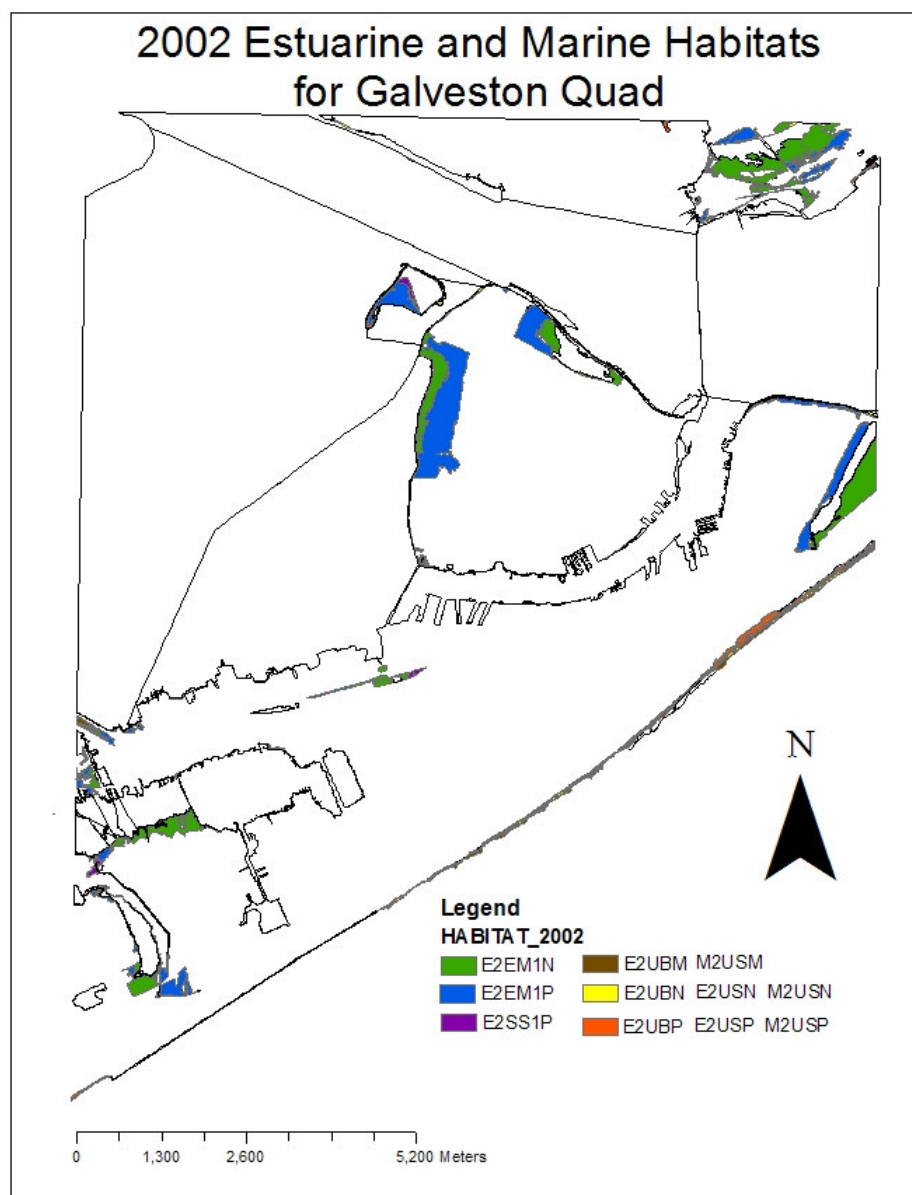 2002 Estuarine and Marine Habitats
for Galveston Quad
N
Legend
HABITAT_2002
E2EM1N
E2EM1P
E2SS1P
E2UBM M2USM
E2UBN E2USN M2USN
E2UBP E2USP M2USP
0 1,300 2,600 5,200 Meters